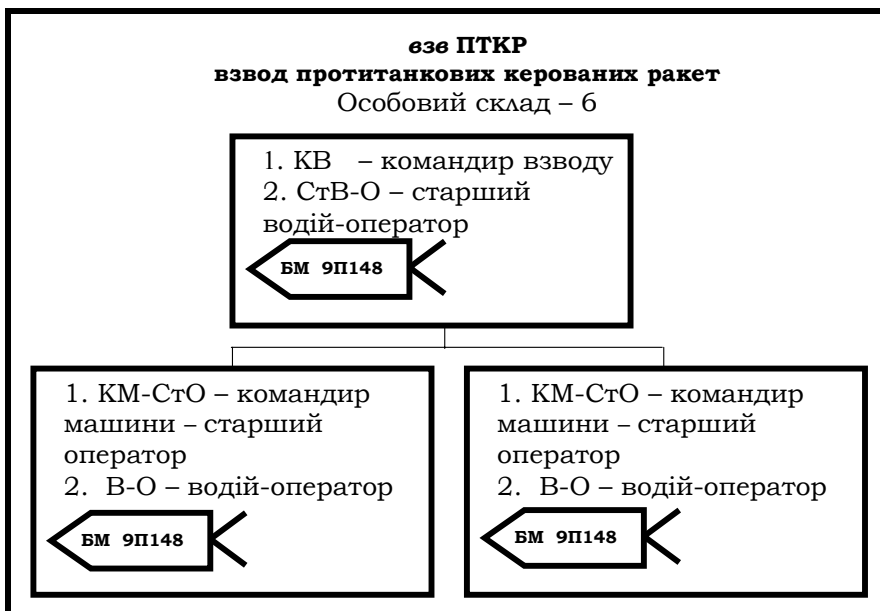 взв ПТКР
взвод протитанкових керованих ракет
Особовий склад – 6
1. КВ – командир взводу
2. СтВ-О – старший
водій-оператор
БМ 9П148
1. КМ-СтО – командир
машини – старший
оператор
2. В-О – водій-оператор
БМ 9П148
1. КМ-СтО – командир
машини – старший
оператор
2. В-О – водій-оператор
БМ 9П148